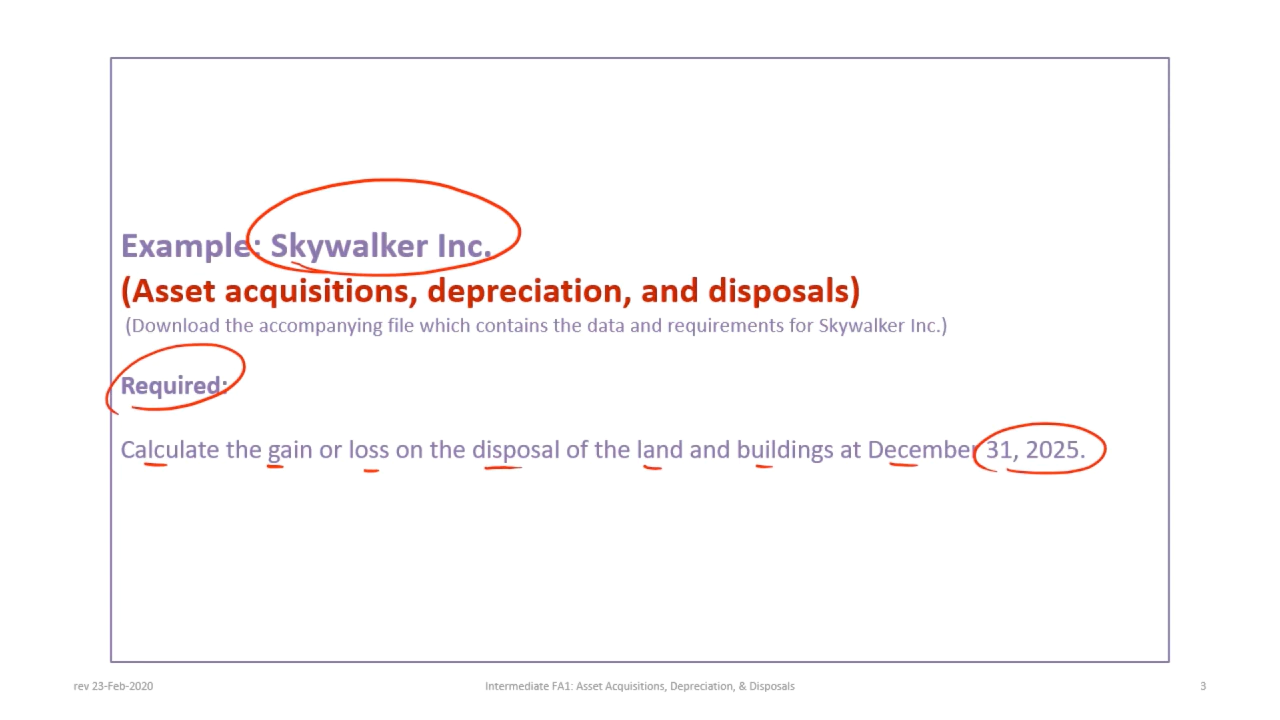 Example: Skywalker Inc.
(Asset acquisitions, depreciation, and disposals)
(Download the accompanying file which contains the data and requirements for Skywalker Inc.)
Required:
Calculate the gain or loss on the disposal of the land and buildings at December 31, 2025.
rev 23-Feb-2020
Intermediate FA1: Asset Acquisitions, Depreciation, & Disposals
3